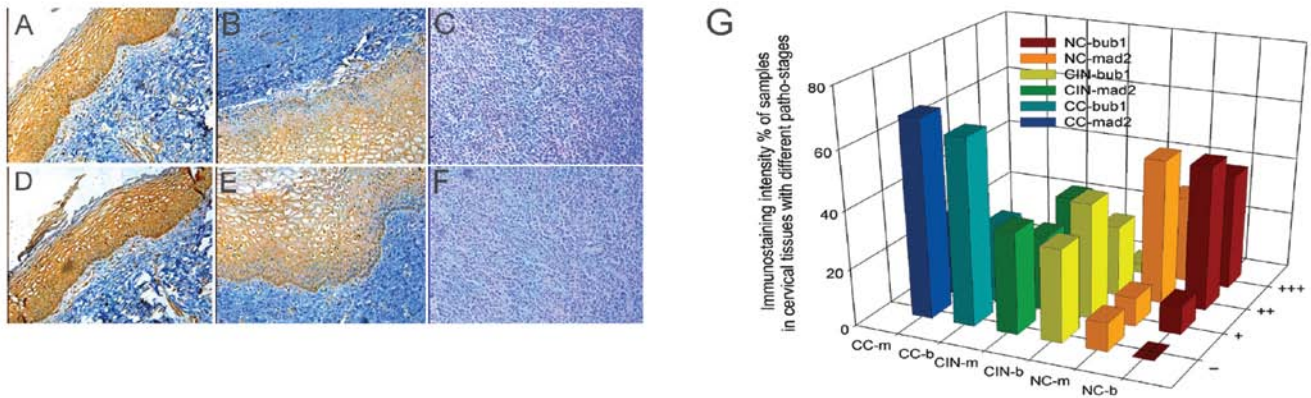 A
B
C
D
E
F
G
Immunostaining intensity % of samples
in cervical tissues with different patho-stages
80
60
40
20
0
NC-bub1
NC-mad2
CIN-bub1
CIN-mad2
CC-bub1
CC-mad2
CC-m
CC-b
CIN-m
CIN-b
NC-m
NC-b
+++
++
+
−